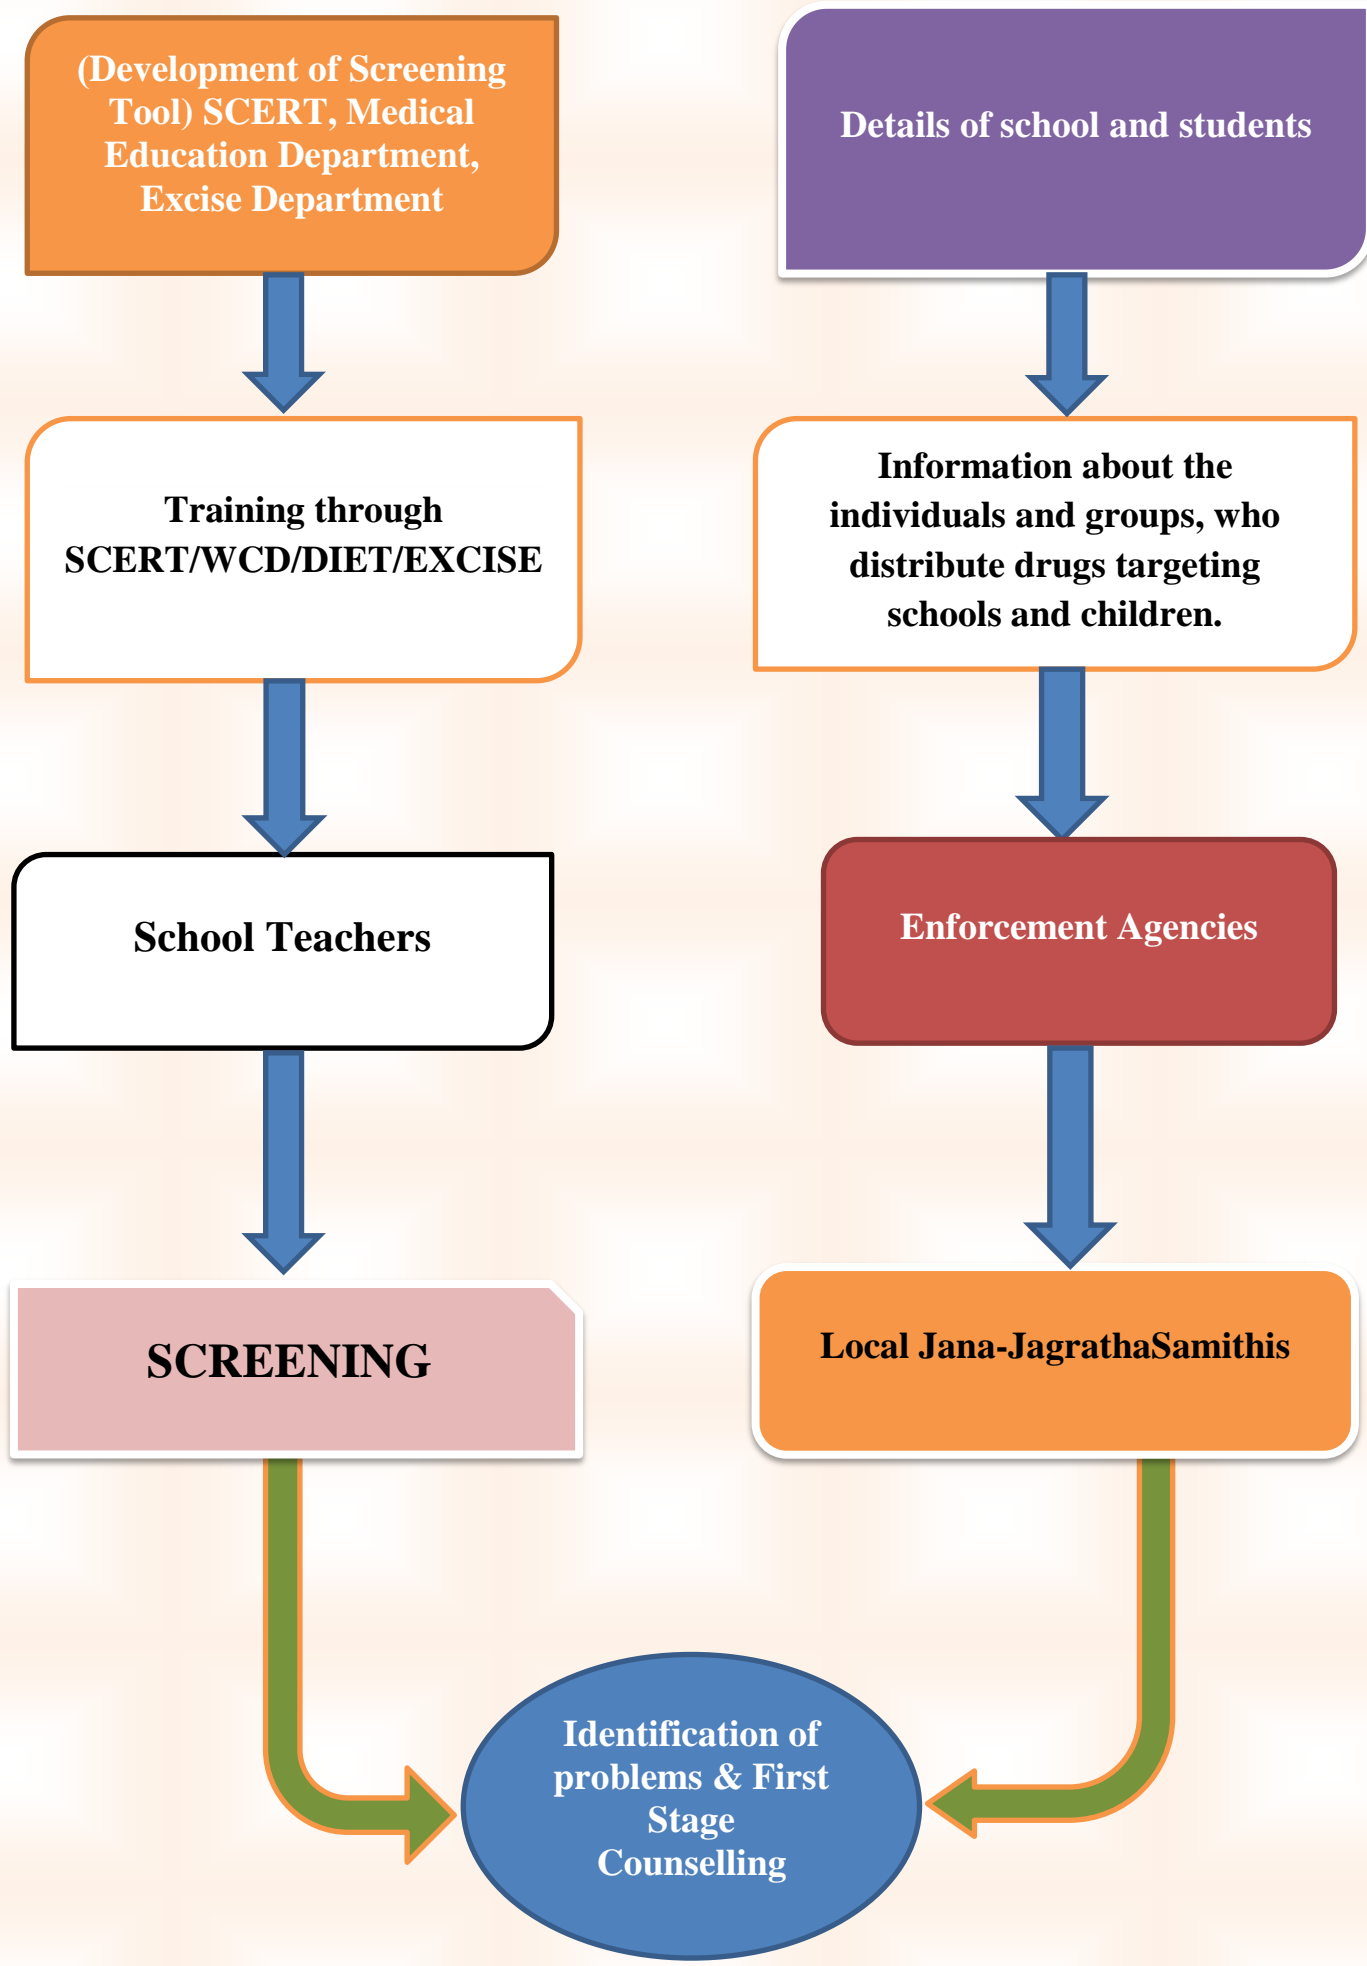 (Development of Screening
Tool) SCERT, Medical
Education Department,
Excise Department
Details of school and students
Training through
SCERT/WCD/DIET/EXCISE
Information about the
individuals and groups, who
distribute drugs targeting
schools and children.
School Teachers
Enforcement Agencies
SCREENING
Local Jana-JagrathaSamithis
Identification of
problems & First
Stage
Counselling